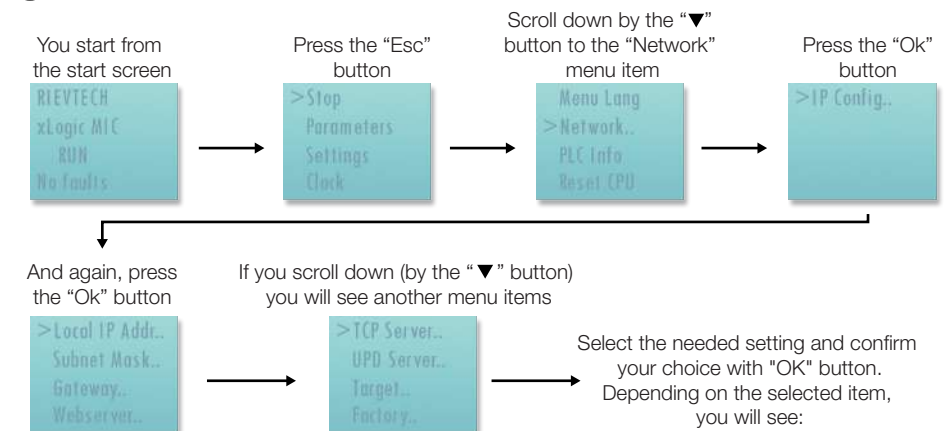 You start from
the start screen
RIEVTECH
xLogic MIC
RUN
No faults
Press the “Esc”
button
>Stop
Parameters
Settings
Clock
Scroll down by the “▼”
button to the “Network”
menu item
Menu Lang
>Network..
PLC Info
Reset CPU
Press the “Ok”
button
>IP Config..
And again, press
the “Ok” button
>Local IP Addr..
Subnet Mask..
Gateway..
Webserver..
If you scroll down (by the “▼” button)
you will see another menu items
>TCP Server..
UPD Server..
Target..
Factory..
Select the needed setting and confirm
your choice with "OK" button.
Depending on the selected item,
you will see: